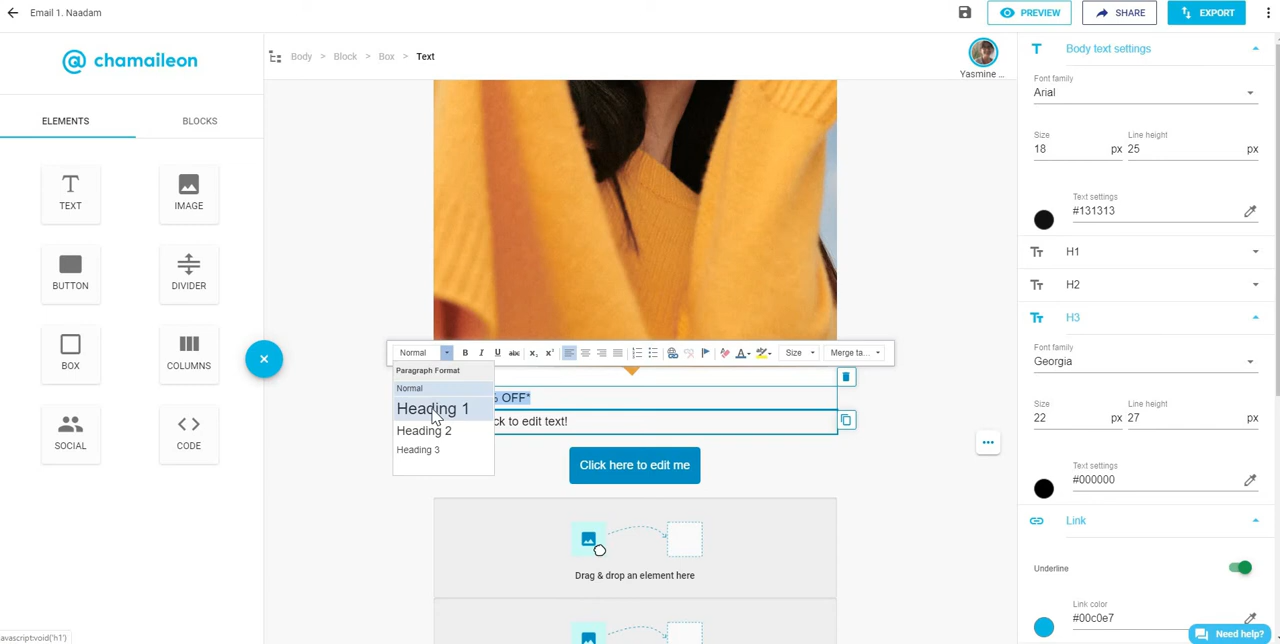 Email 1. Naadam
PREVIEW
SHARE
EXPORT
@ chamaileon
Body > Block > Box > Text
Yasmine ...
ELEMENTS
BLOCKS
TEXT
IMAGE
BUTTON
DIVIDER
BOX
COLUMNS
SOCIAL
CODE
Normal
B I U abc x₂ x² Size Merge ta...
Paragraph Format
Normal
Heading 1
Heading 2
Heading 3
% OFF*
ck to edit text!
Click here to edit me
Drag & drop an element here
Body text settings
Font family
Arial
Size
18 px
Line height
25 px
Text settings
#131313
H1
H2
H3
Font family
Georgia
Size
22 px
Line height
27 px
Text settings
#000000
Link
Underline
Link color
#00c0e7
Need help?
avascript:void('h1')